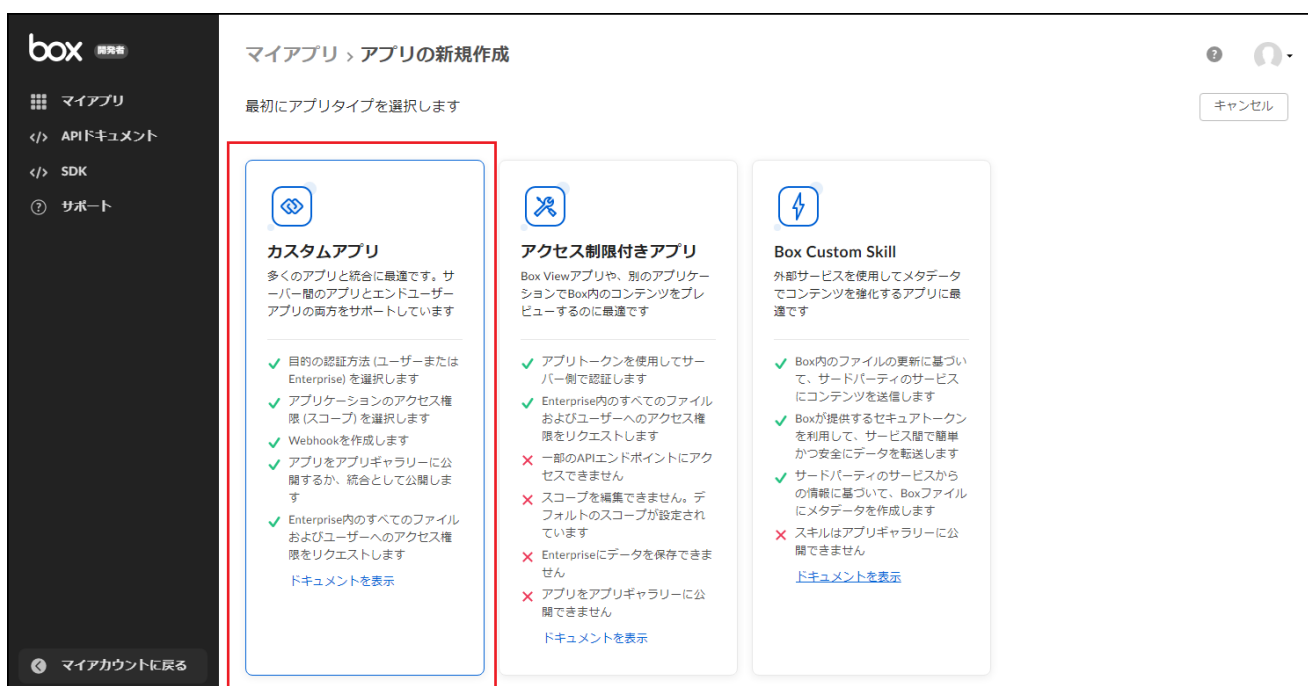 box 開発者
マイアプリ
APIドキュメント
SDK
サポート
マイアカウントに戻る
マイアプリ › アプリの新規作成
最初にアプリタイプを選択します
キャンセル
カスタムアプリ
多くのアプリと統合に最適です。サ
ーバー間のアプリとエンドユーザー
アプリの両方をサポートしています
目的の認証方法 (ユーザーまたは
Enterprise) を選択します
アプリケーションのアクセス権
限 (スコープ) を選択します
Webhookを作成します
アプリをアプリギャラリーに公
開するか、統合として公開しま
す
Enterprise内のすべてのファイル
およびユーザーへのアクセス権
限をリクエストします
ドキュメントを表示
アクセス制限付きアプリ
Box Viewアプリや、別のアプリケー
ションでBox内のコンテンツをプレ
ビューするのに最適です
アプリトークンを使用してサー
バー側で認証します
Enterprise内のすべてのファイル
およびユーザーへのアクセス権
限をリクエストします
一部のAPIエンドポイントにアク
セスできません
スコープを編集できません。デ
フォルトのスコープが設定され
ています
Enterpriseにデータを保存できま
せん
アプリをアプリギャラリーに公
開できません
ドキュメントを表示
Box Custom Skill
外部サービスを使用してメタデータ
でコンテンツを強化するアプリに最
適です
Box内のファイルの更新に基づい
て、サードパーティのサービス
にコンテンツを送信します
Boxが提供するセキュアトークン
を利用して、サービス間で簡単
かつ安全にデータを転送します
サードパーティのサービスから
の情報に基づいて、Boxファイル
にメタデータを作成します
スキルはアプリギャラリーに公
開できません
ドキュメントを表示